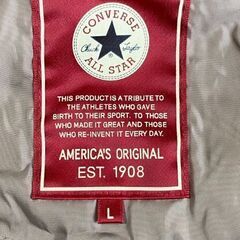 CONVERSE
Chuck Taylor
ALL STAR
THIS PRODUCT IS A TRIBUTE TO
THE ATHLETES WHO GAVE
BIRTH TO THEIR SPORT. TO THOSE
WHO MADE IT GREAT AND THOSE
WHO RE-INVENT IT EVERY DAY.
AMERICA'S ORIGINAL
EST. 1908
L